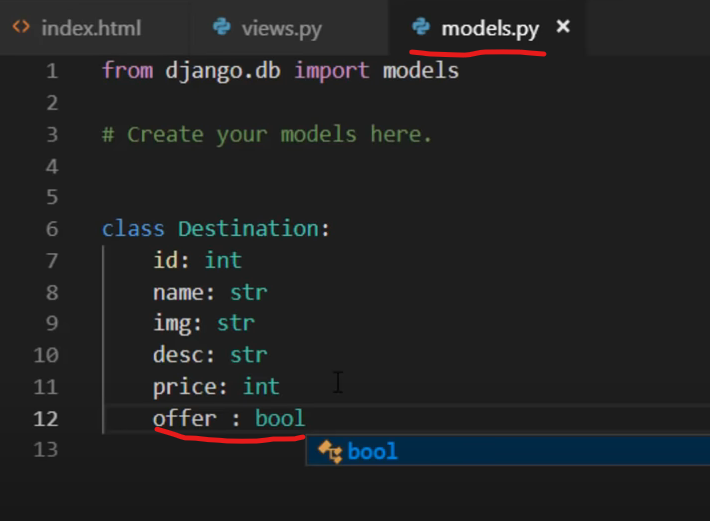 index.html views.py models.py ×
1 from django.db import models
2
3 # Create your models here.
4
5
6 class Destination:
7 id: int
8 name: str
9 img: str
10 desc: str
11 price: int
12 offer : bool
13 bool